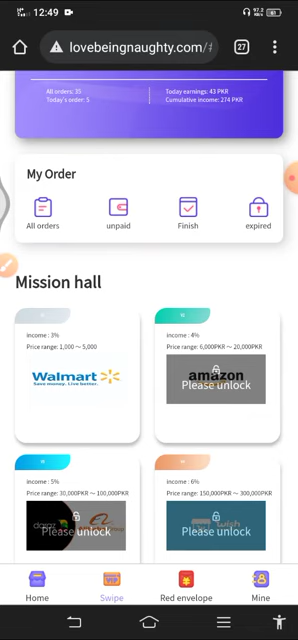 12:49
97.2
KB/s
lovebeingnaughty.com/#
27
All orders: 35
Today's order: 5
Today earnings: 43 PKR
Cumulative income: 274 PKR
My Order
All orders
unpaid
Finish
expired
Mission hall
income : 3%
Price range: 1,000 ～ 5,000
Walmart
Save money. Live better.
income : 4%
Price range: 6,000PKR ～ 20,000PKR
amazon
Please unlock
income : 5%
Price range: 30,000PKR ～ 100,000PKR
Please unlock
income : 6%
Price range: 150,000PKR ～ 300,000PKR
wish
Please unlock
Home
Swipe
Red envelope
Mine